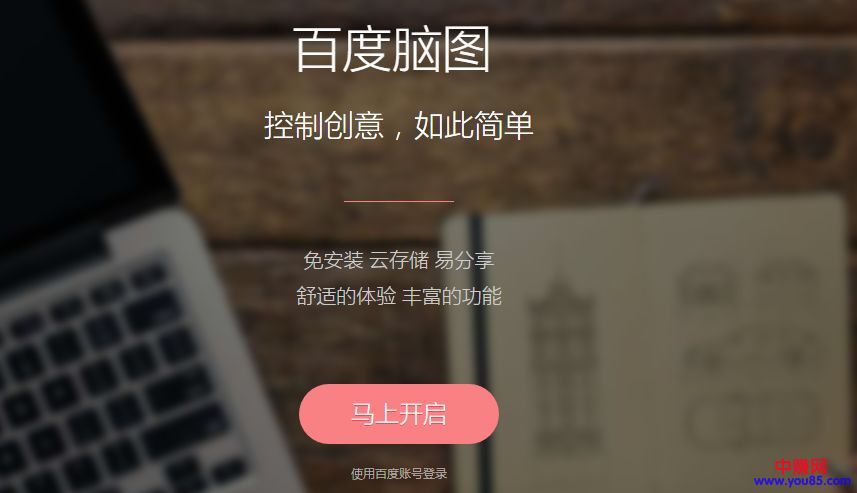 百度脑图
控制创意，如此简单
免安装 云存储 易分享
舒适的体验 丰富的功能
马上开启
使用百度账号登录
中赚网
www.you85.com